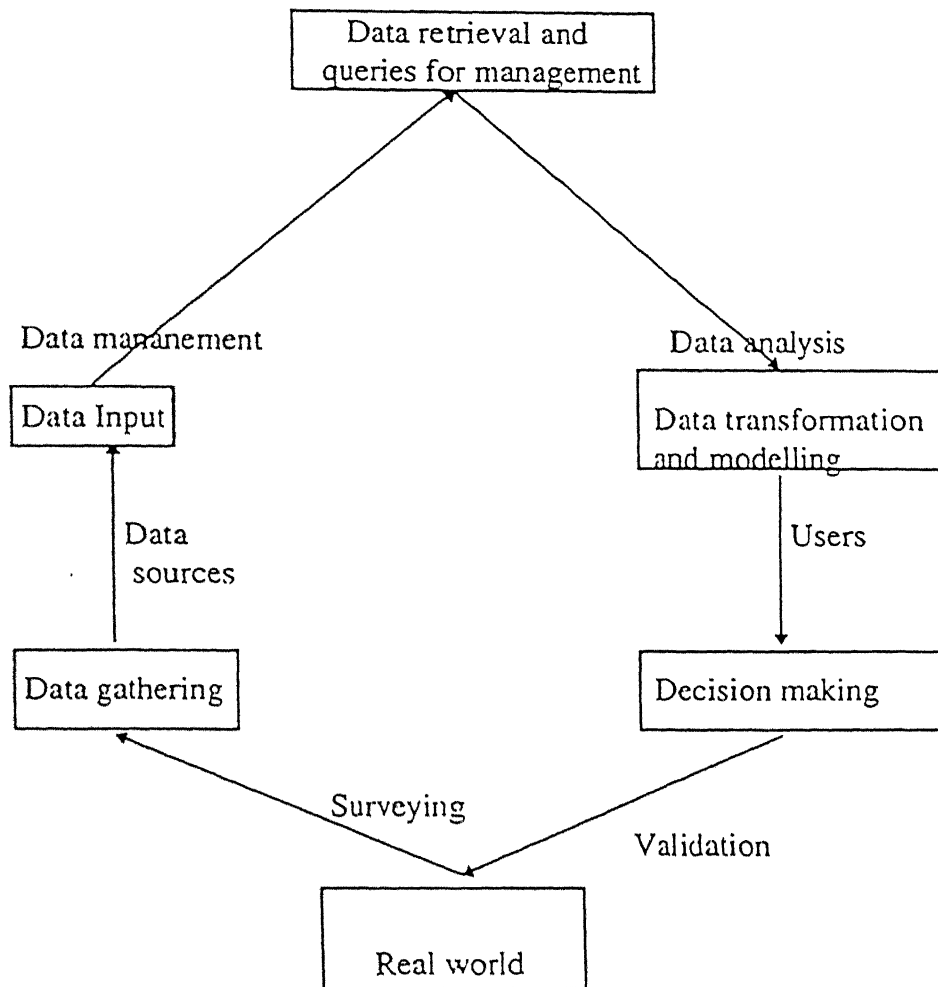 Data retrieval and
queries for management
Data mananement
Data analysis
Data Input
Data transformation
and modelling
Data
sources
Users
Data gathering
Decision making
Surveying
Validation
Real world